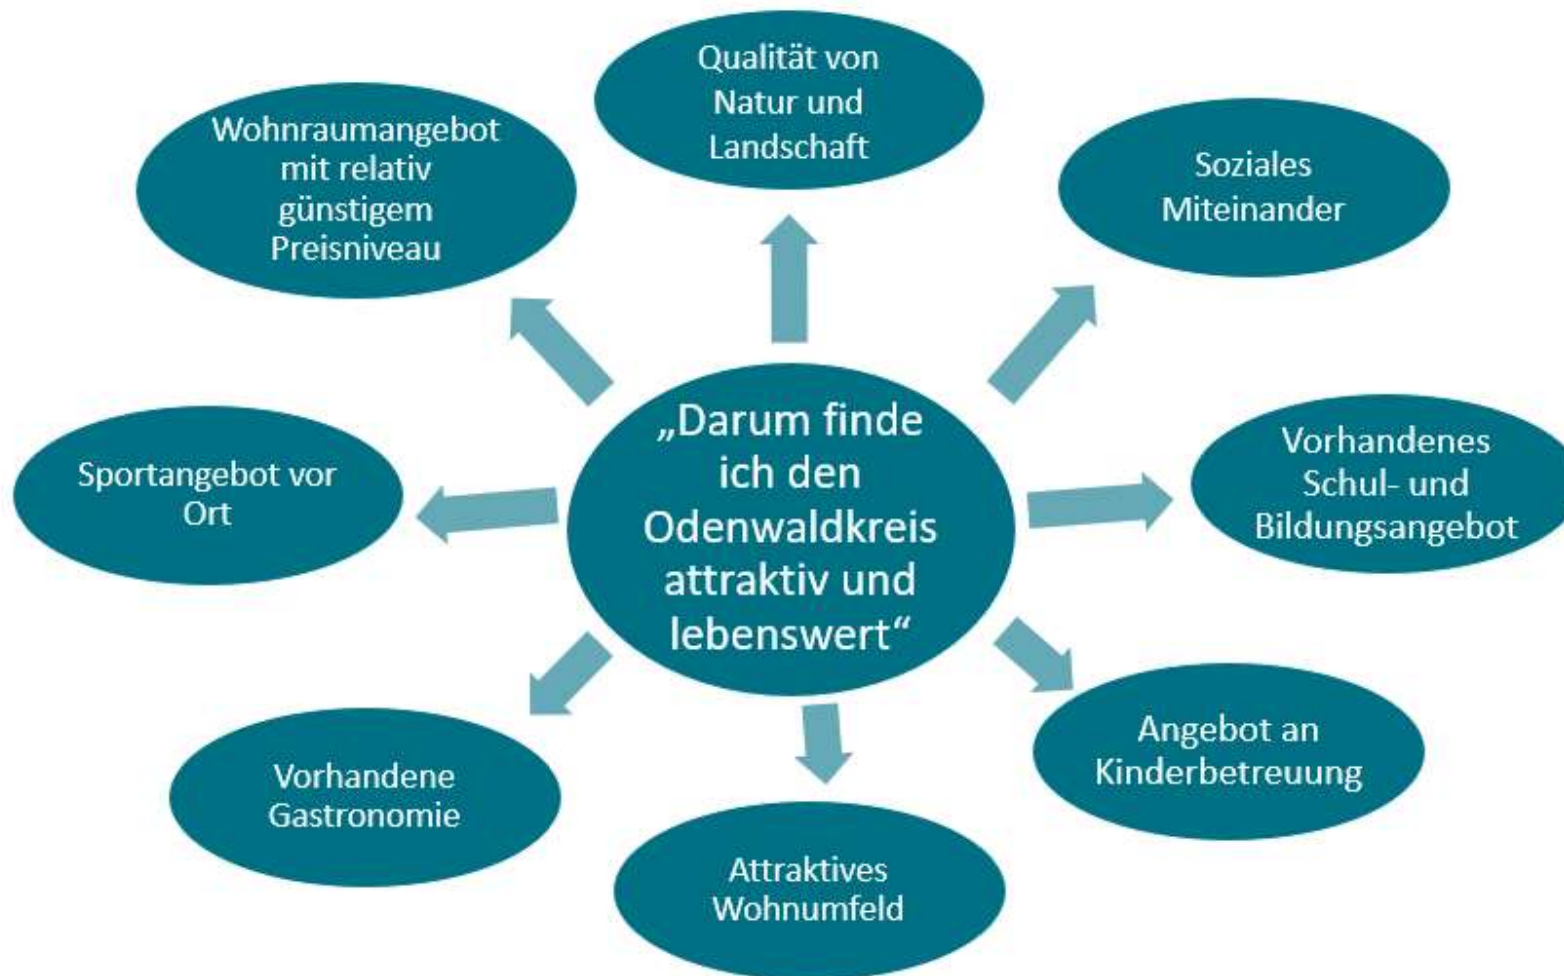 Qualität von
Natur und
Landschaft
Wohnraumangebot
mit relativ
günstigem
Preisniveau
Soziales
Miteinander
„Darum finde
ich den
Odenwaldkreis
attraktiv und
lebenswert“
Sportangebot vor
Ort
Vorhandenes
Schul- und
Bildungsangebot
Vorhandene
Gastronomie
Angebot an
Kinderbetreuung
Attraktives
Wohnumfeld